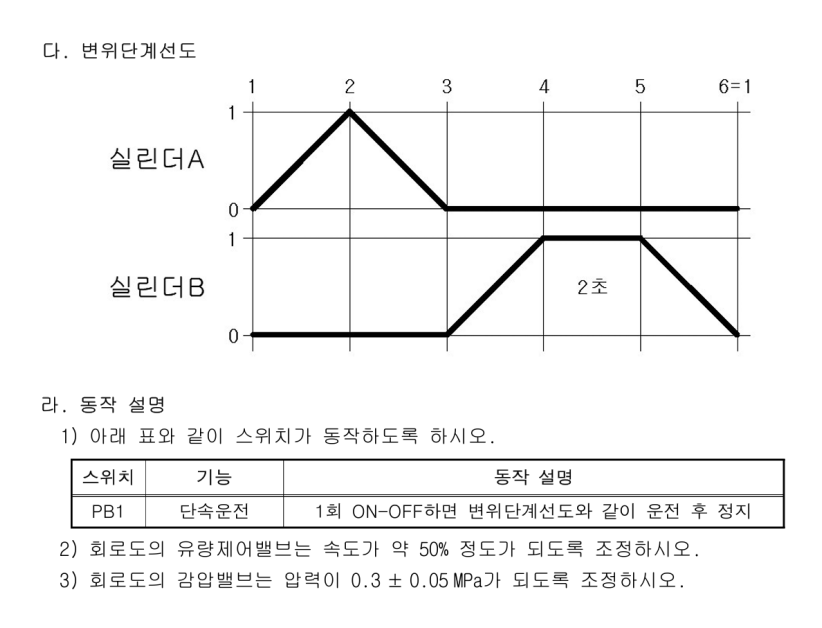 다. 변위단계선도
1 2 3 4 5 6=1
1
실린더A
0
1
실린더B 2초
0
라. 동작 설명
1) 아래 표와 같이 스위치가 동작하도록 하시오.
스위치 기능 동작 설명
PB1 단속운전 1회 ON-OFF하면 변위단계선도와 같이 운전 후 정지
2) 회로도의 유량제어밸브는 속도가 약 50% 정도가 되도록 조정하시오.
3) 회로도의 감압밸브는 압력이 0.3 ± 0.05 MPa가 되도록 조정하시오.